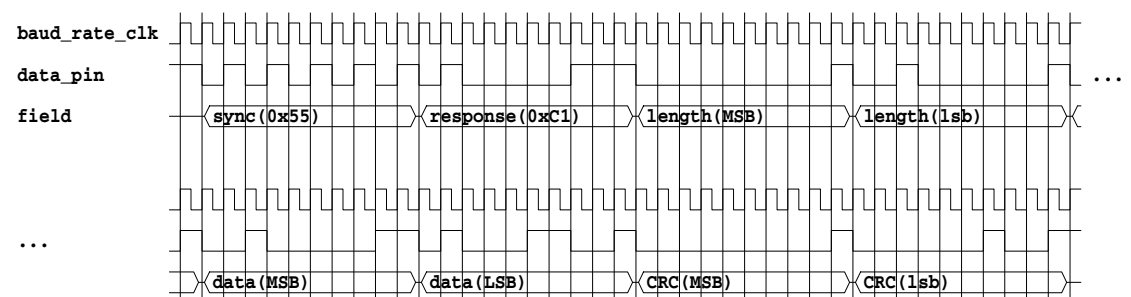 baud_rate_clk
data_pin ...
field sync(0x55) response(0xC1) length(MSB) length(lsb)
...
data(MSB) data(LSB) CRC(MSB) CRC(lsb)